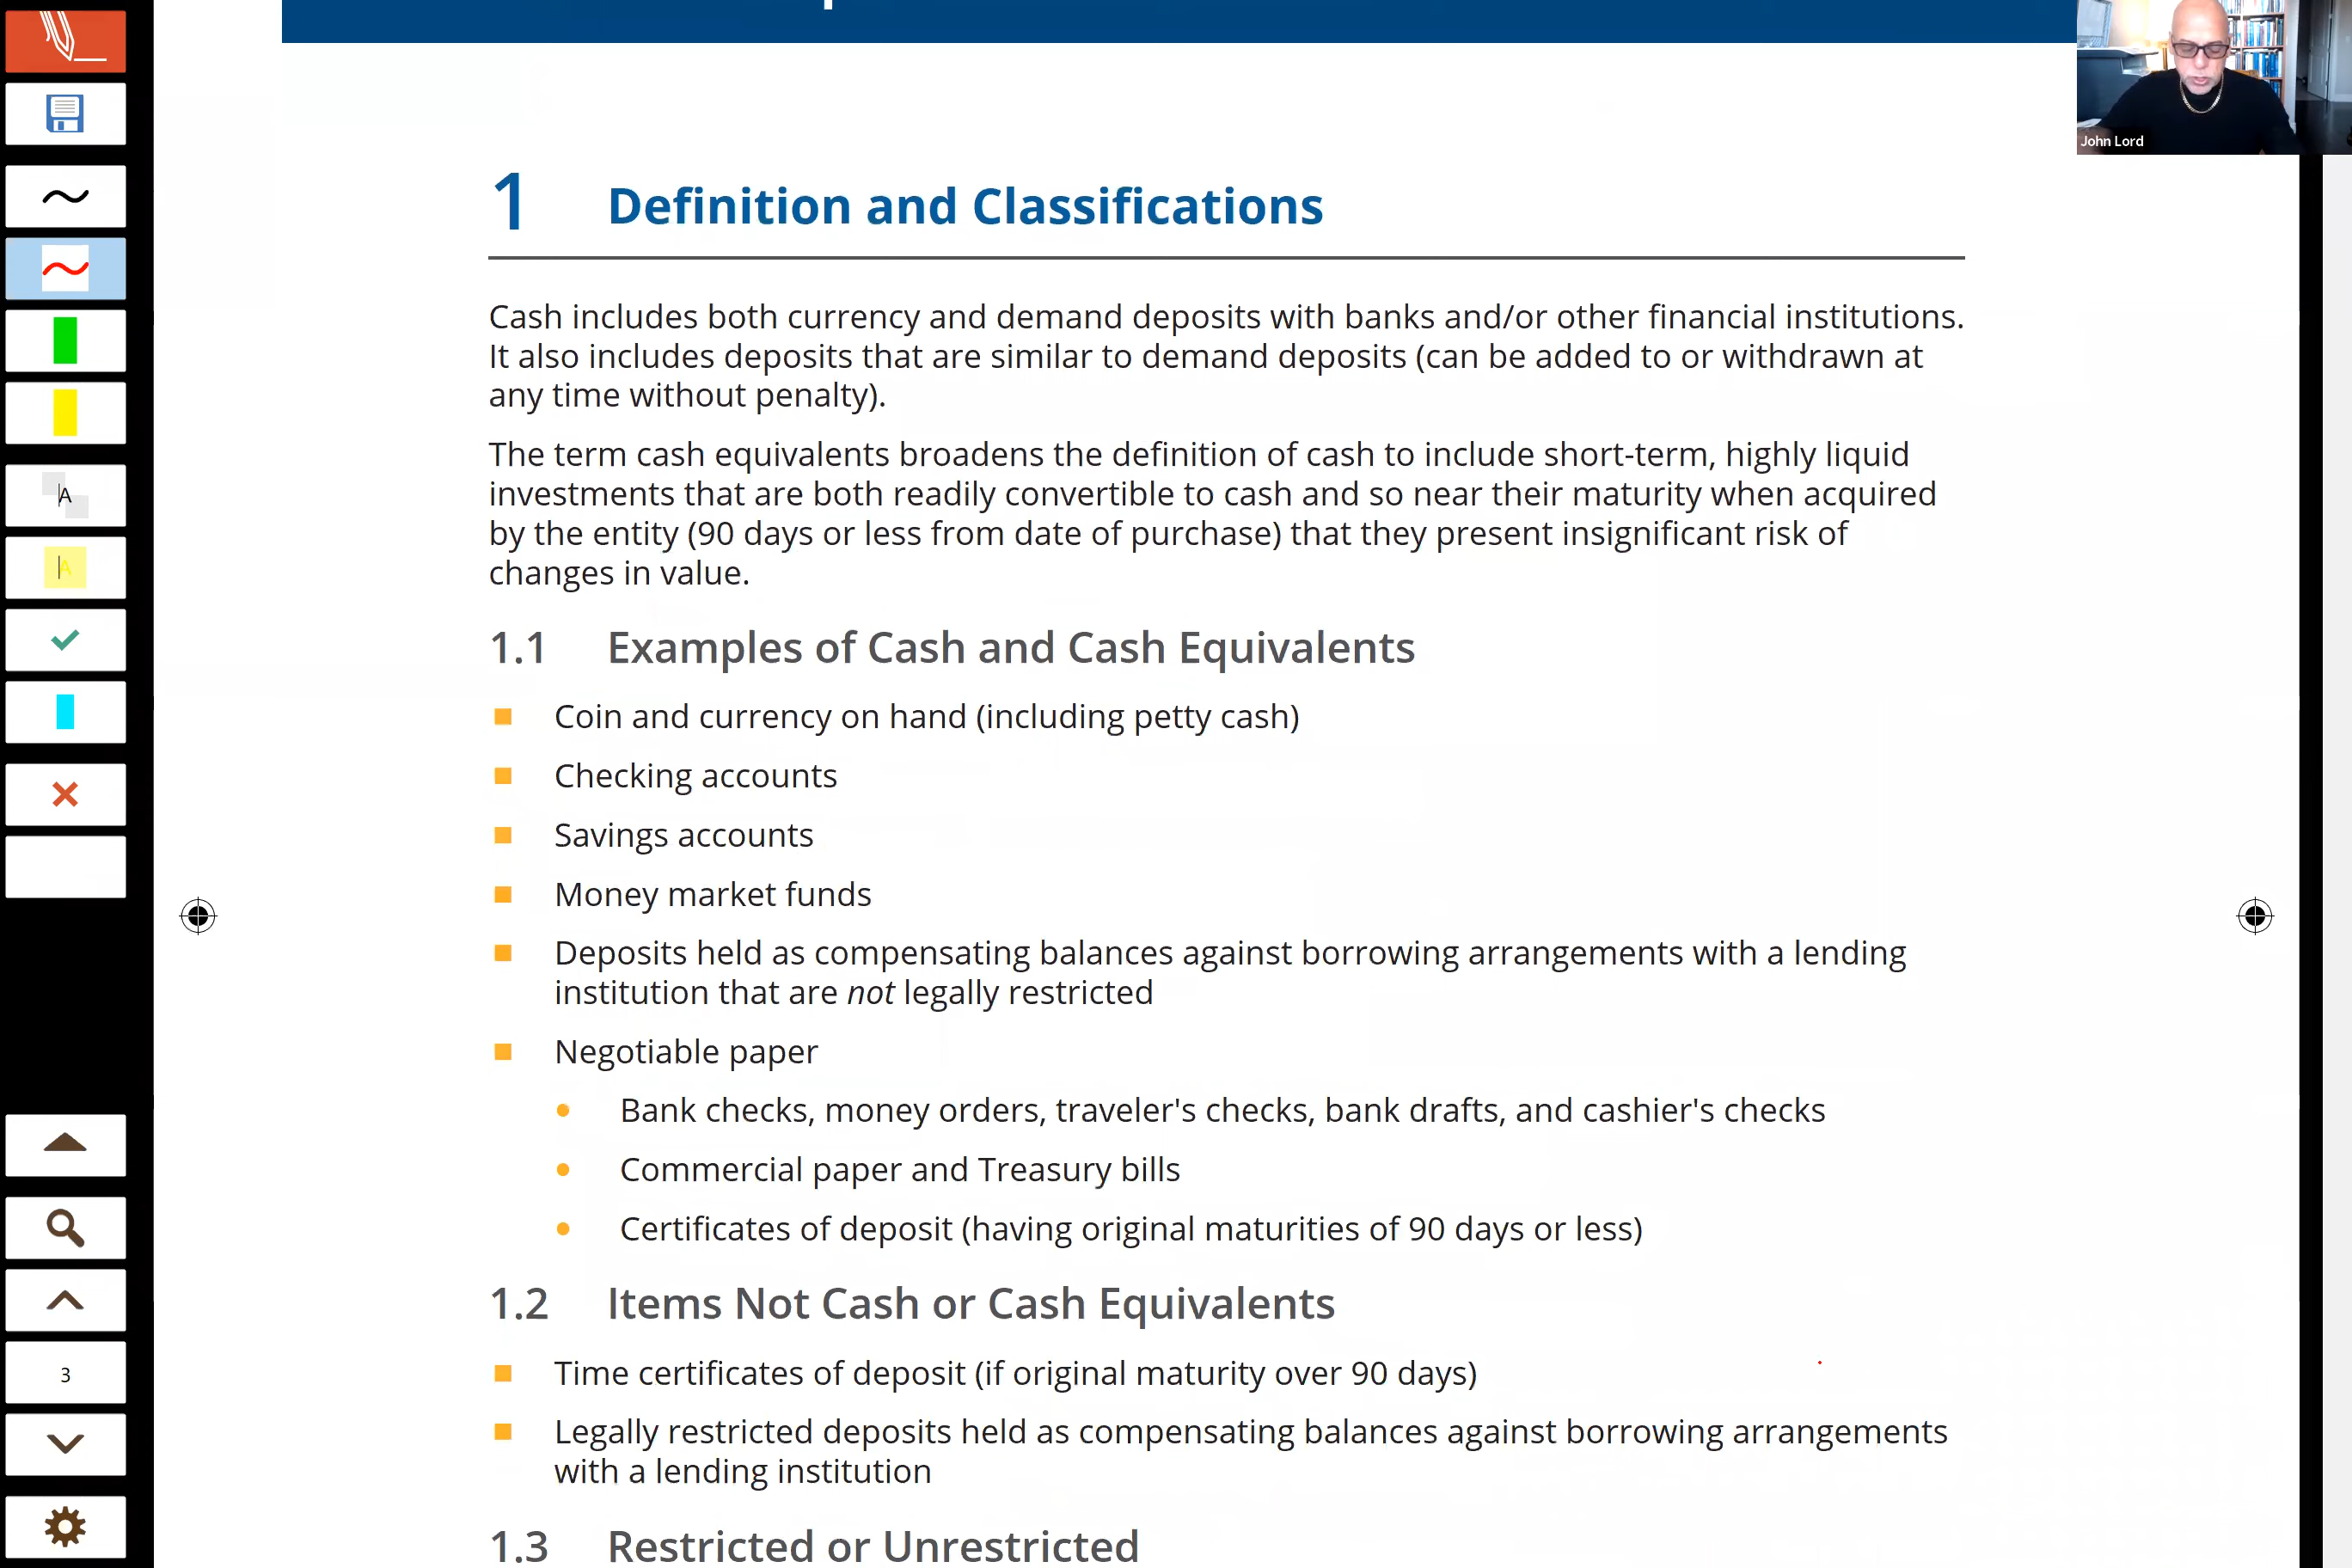 John Lord
1 Definition and Classifications
Cash includes both currency and demand deposits with banks and/or other financial institutions.
It also includes deposits that are similar to demand deposits (can be added to or withdrawn at
any time without penalty).
The term cash equivalents broadens the definition of cash to include short-term, highly liquid
investments that are both readily convertible to cash and so near their maturity when acquired
by the entity (90 days or less from date of purchase) that they present insignificant risk of
changes in value.
1.1 Examples of Cash and Cash Equivalents
Coin and currency on hand (including petty cash)
Checking accounts
Savings accounts
Money market funds
Deposits held as compensating balances against borrowing arrangements with a lending
institution that are not legally restricted
Negotiable paper
Bank checks, money orders, traveler's checks, bank drafts, and cashier's checks
Commercial paper and Treasury bills
Certificates of deposit (having original maturities of 90 days or less)
1.2 Items Not Cash or Cash Equivalents
Time certificates of deposit (if original maturity over 90 days)
Legally restricted deposits held as compensating balances against borrowing arrangements
with a lending institution
1.3 Restricted or Unrestricted
A
A
3